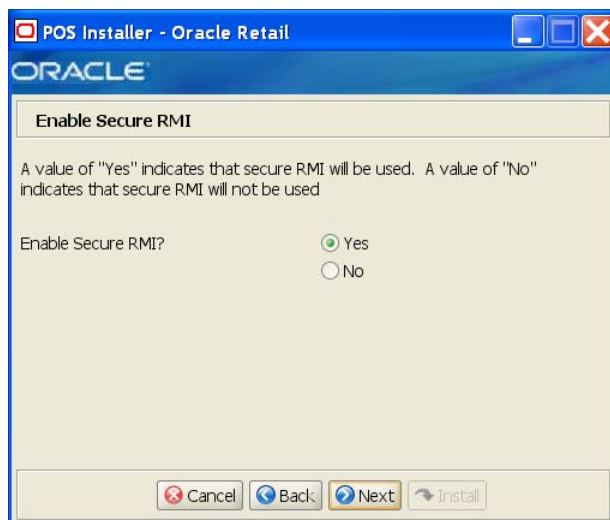 POS Installer - Oracle Retail
ORACLE
Enable Secure RMI
A value of "Yes" indicates that secure RMI will be used. A value of "No"
indicates that secure RMI will not be used
Enable Secure RMI?
Yes
No
Cancel
Back
Next
Install